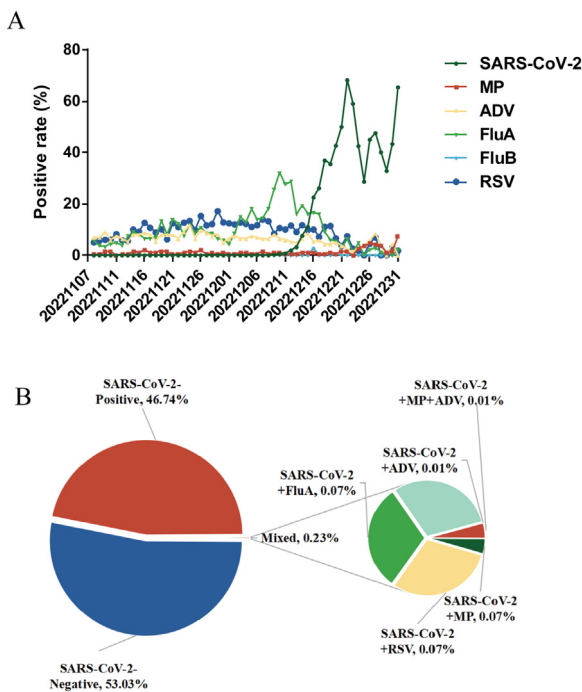 A
Positive rate (%)
80
60
40
20
0
20221107
20221111
20221116
20221121
20221126
20221201
20221206
20221211
20221216
20221221
20221226
20221231
SARS-CoV-2
MP
ADV
FluA
FluB
RSV
B
SARS-CoV-2-
Positive, 46.74%
SARS-CoV-2-
Negative, 53.03%
Mixed, 0.23%
SARS-CoV-2
+MP+ADV, 0.01%
SARS-CoV-2
+ADV, 0.01%
SARS-CoV-2
+FluA, 0.07%
SARS-CoV-2
+MP, 0.07%
SARS-CoV-2
+RSV, 0.07%